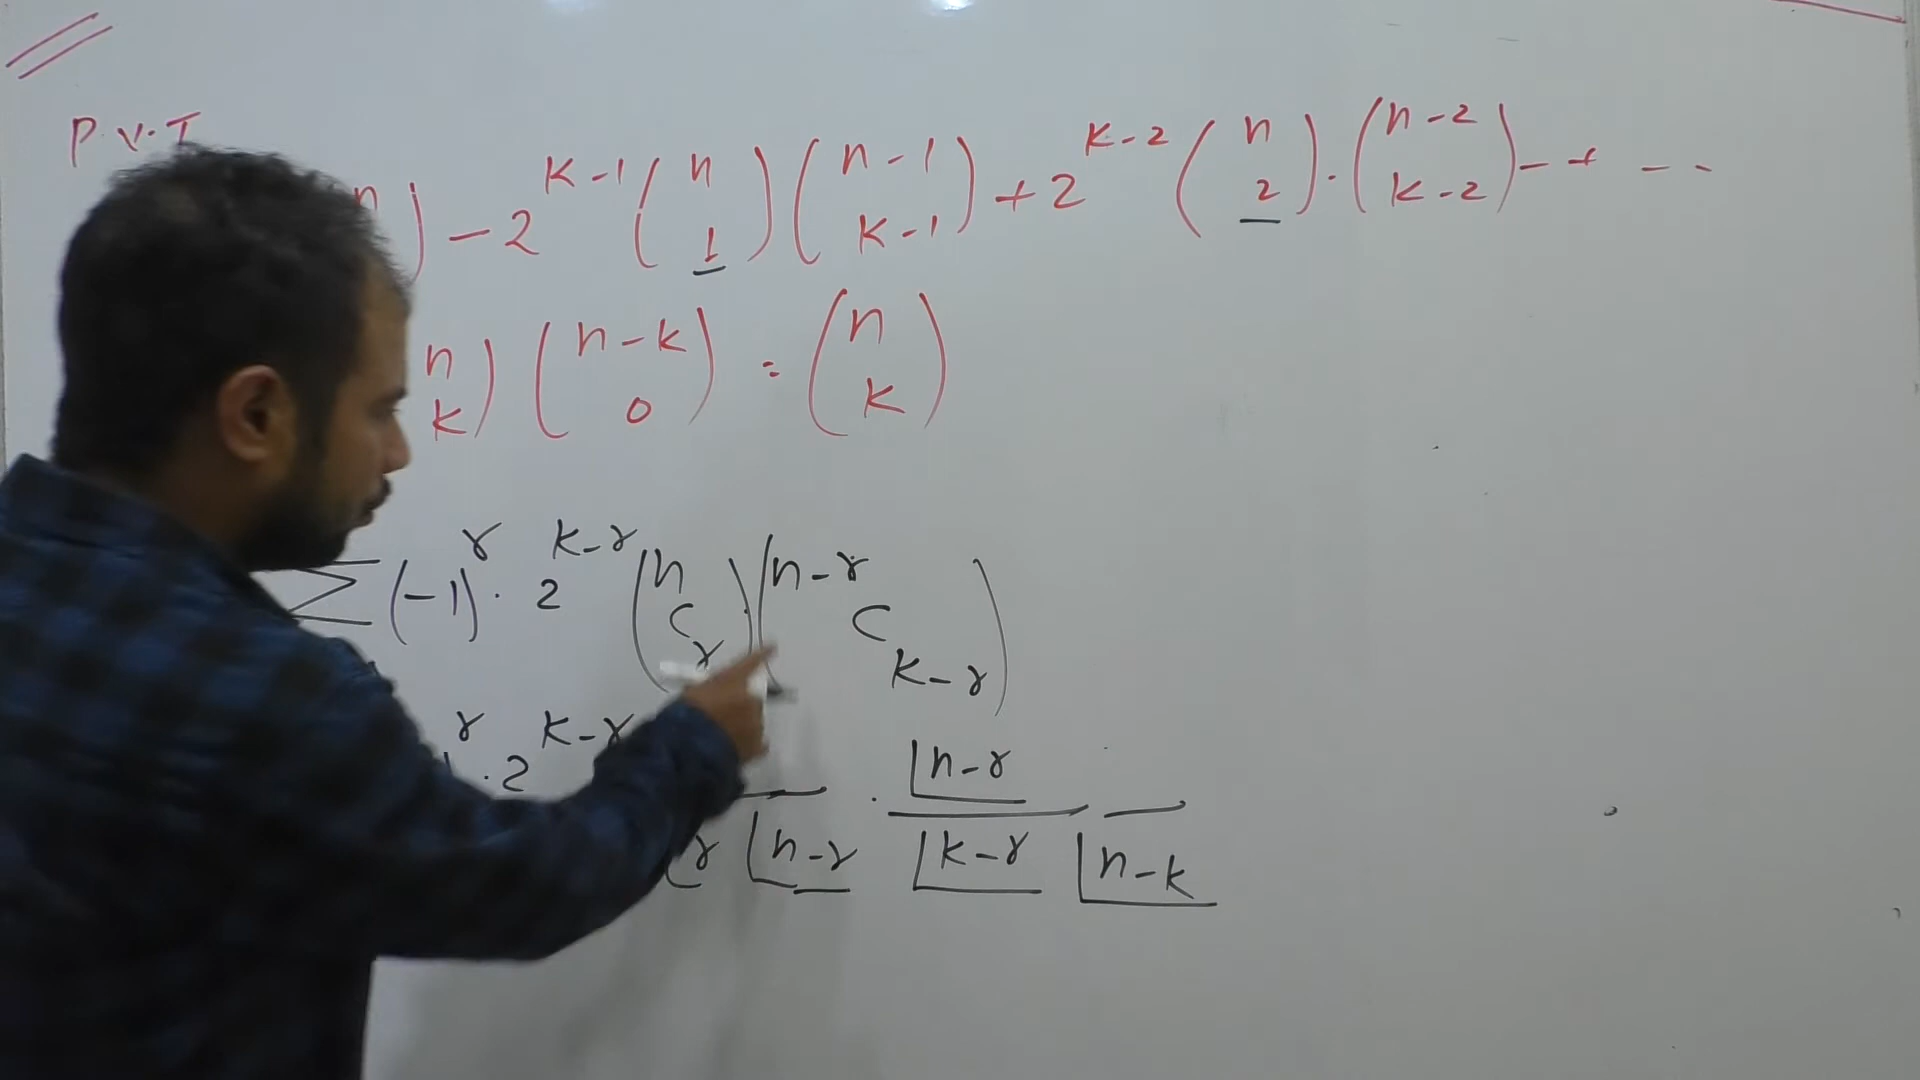 P.V.I
n ) - 2^{k-1} (n 1) (n-1 k-1) + 2^{k-2} (n 2) . (n-2 k-2) - + - -
n k) (n-k 0) = (n k)
Σ (-1)^r . 2^{k-r} (n C r) . (n-r C k-r)
r . 2^{k-r} . ⌊n-r
r ⌊n-r ⌊k-r ⌊n-k